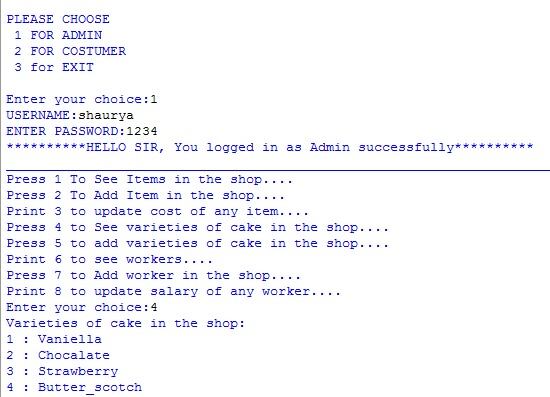 PLEASE CHOOSE
1 FOR ADMIN
2 FOR COSTUMER
3 for EXIT
Enter your choice:1
USERNAME:shaurya
ENTER PASSWORD:1234
**********HELLO SIR, You logged in as Admin successfully**********
Press 1 To See Items in the shop....
Press 2 To Add Item in the shop....
Print 3 to update cost of any item....
Press 4 to See varieties of cake in the shop....
Press 5 to add varieties of cake in the shop....
Print 6 to see workers....
Press 7 to Add worker in the shop....
Print 8 to update salary of any worker....
Enter your choice:4
Varieties of cake in the shop:
1 : Vaniella
2 : Chocalate
3 : Strawberry
4 : Butter_scotch